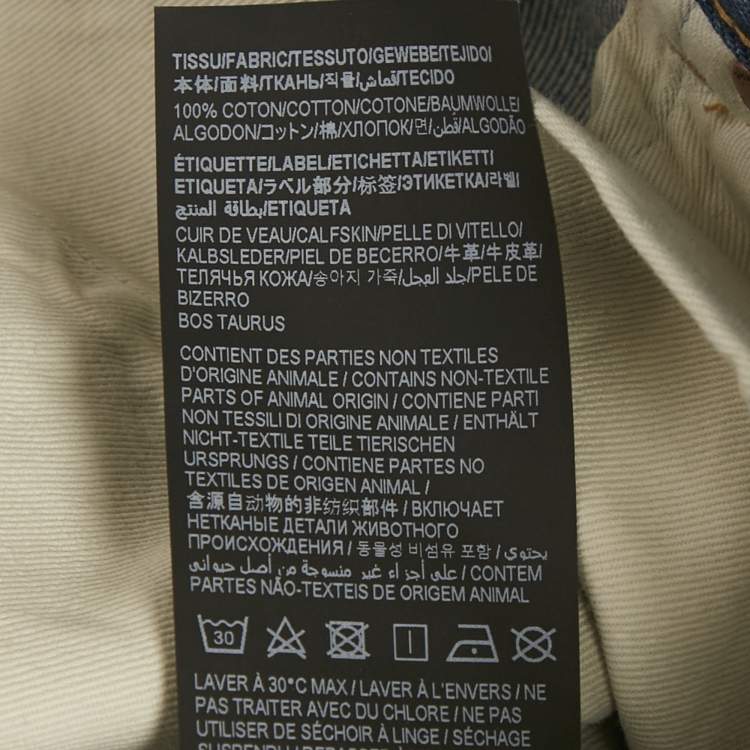 TISSU/FABRIC/TESSUTO/GEWEBE/TEJIDO/
本体/面料/ТКАНЬ/직물/قماش/TECIDO
100% COTON/COTTON/COTONE/BAUMWOLLE/
ALGODON/コットン/棉/ХЛОПОК/면/قطن/ALGODÃO
ÉTIQUETTE/LABEL/ETICHETTA/ETIKETT/
ETIQUETA/ラベル部分/标签/ЭТИКЕТКА/라벨/
بطاقة المنتج/ETIQUETA
CUIR DE VEAU/CALFSKIN/PELLE DI VITELLO/
KALBSLEDER/PIEL DE BECERRO/牛革/牛皮革/
ТЕЛЯЧЬЯ КОЖА/송아지 가죽/جلد العجل/PELE DE
BIZERRO
BOS TAURUS
CONTIENT DES PARTIES NON TEXTILES
D'ORIGINE ANIMALE / CONTAINS NON-TEXTILE
PARTS OF ANIMAL ORIGIN / CONTIENE PARTI
NON TESSILI DI ORIGINE ANIMALE / ENTHÄLT
NICHT-TEXTILE TEILE TIERISCHEN
URSPRUNGS / CONTIENE PARTES NO
TEXTILES DE ORIGEN ANIMAL /
含源自动物的非纺织部件 / ВКЛЮЧАЕТ
НЕТКАНЫЕ ДЕТАЛИ ЖИВОТНОГО
ПРОИСХОЖДЕНИЯ / 동물성 비섬유 포함 / يحتوي
على أجزاء غير منسوجة من أصل حيواني / CONTEM
PARTES NÃO-TEXTEIS DE ORIGEM ANIMAL
30
LAVER À 30°C MAX / LAVER À L'ENVERS / NE
PAS TRAITER AVEC DU CHLORE / NE PAS
UTILISER DE SÉCHOIR À LINGE / SÉCHAGE